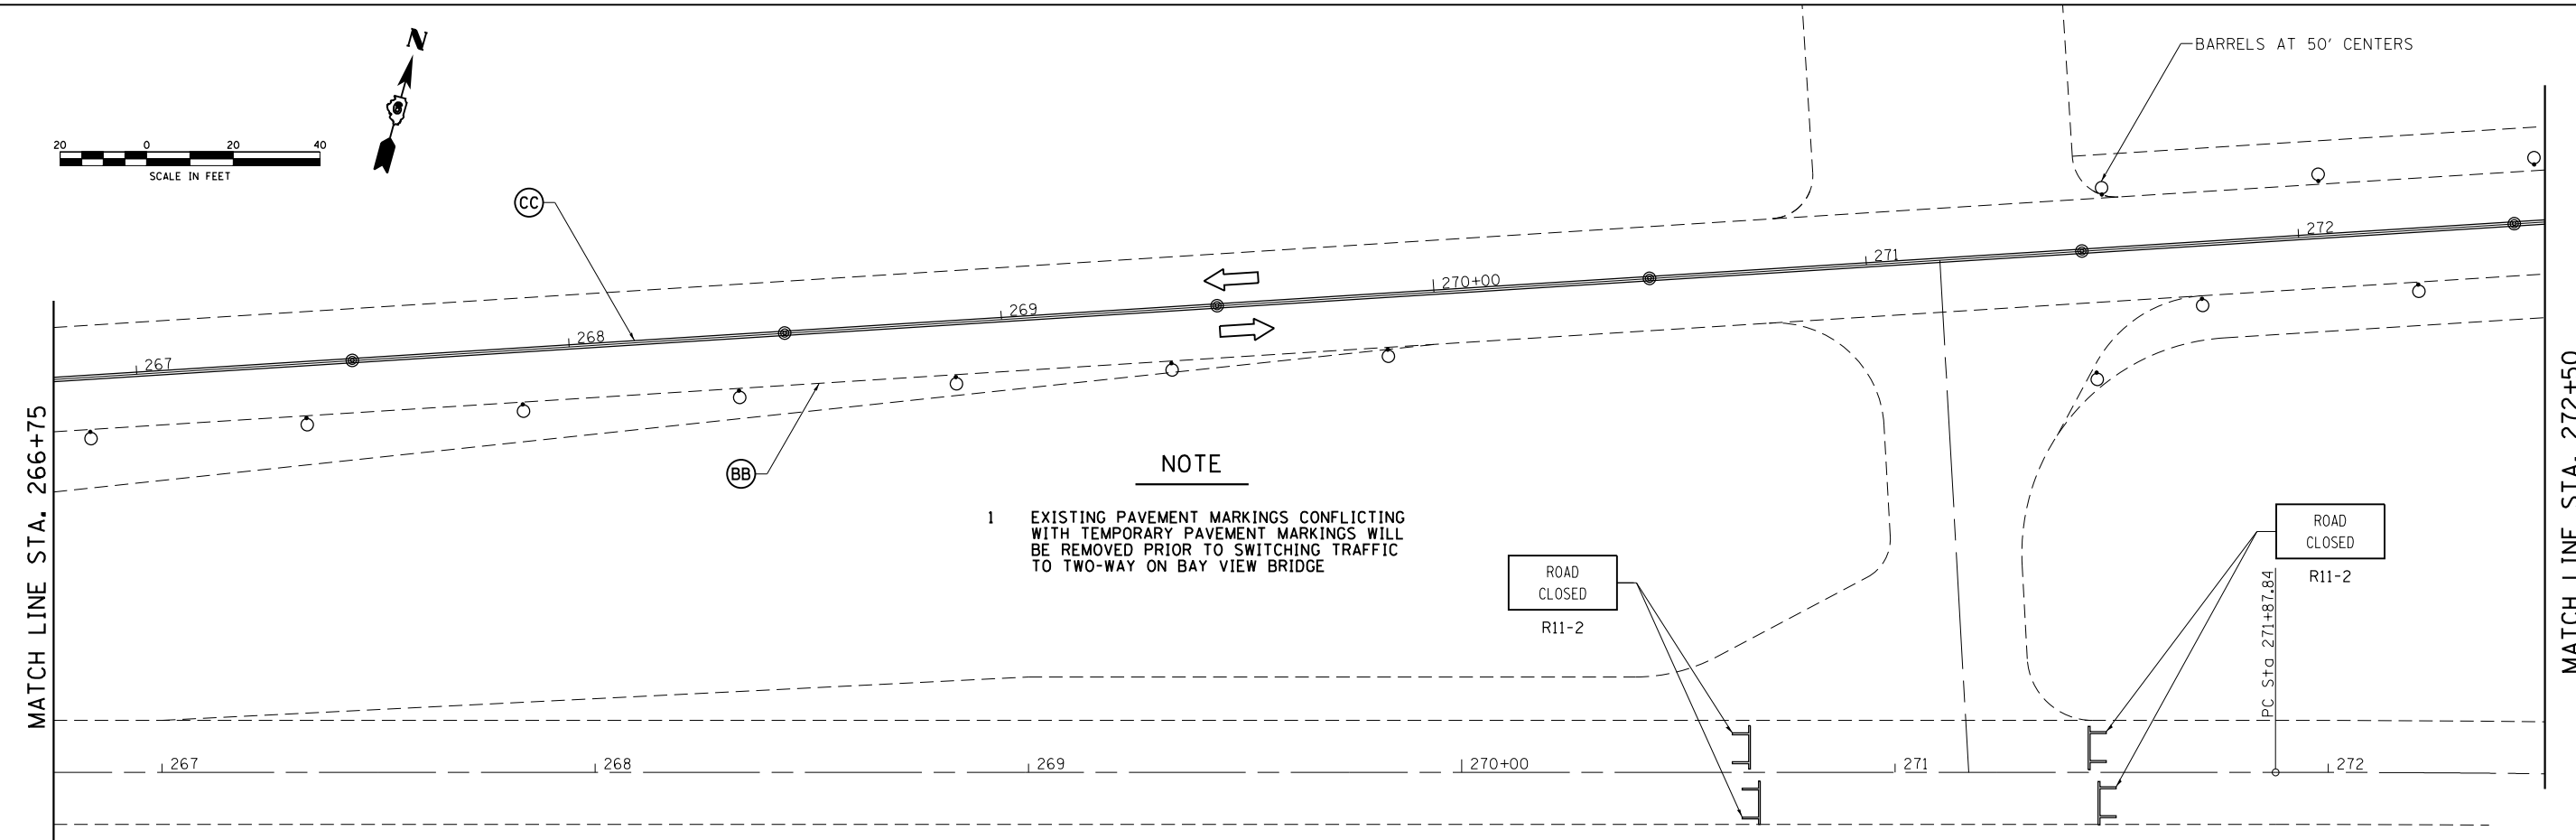 N
BARRELS AT 50' CENTERS
20 0 20 40
SCALE IN FEET
CC
272
271
270+00
269
268
267
BB
MATCH LINE STA. 266+75
MATCH LINE STA. 272+50
NOTE
1 EXISTING PAVEMENT MARKINGS CONFLICTING
WITH TEMPORARY PAVEMENT MARKINGS WILL
BE REMOVED PRIOR TO SWITCHING TRAFFIC
TO TWO-WAY ON BAY VIEW BRIDGE
ROAD
CLOSED
R11-2
ROAD
CLOSED
R11-2
PC Sta 271+87.84
267
268
269
270+00
271
272